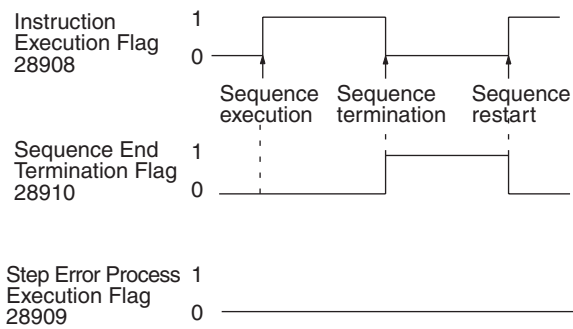 Instruction
Execution Flag
28908
1
0
Sequence
execution
Sequence
termination
Sequence
restart
Sequence End
Termination Flag
28910
1
0
Step Error Process
Execution Flag
28909
1
0